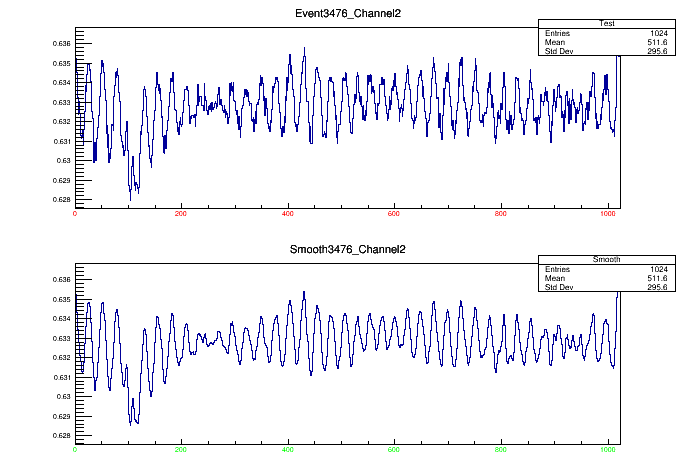 Event3476_Channel2
Test
Entries 1024
Mean 511.6
Std Dev 295.6
0.636
0.635
0.634
0.633
0.632
0.631
0.63
0.629
0.628
0 200 400 600 800 1000
Smooth3476_Channel2
Smooth
Entries 1024
Mean 511.6
Std Dev 295.6
0.636
0.635
0.634
0.633
0.632
0.631
0.63
0.629
0.628
0 200 400 600 800 1000